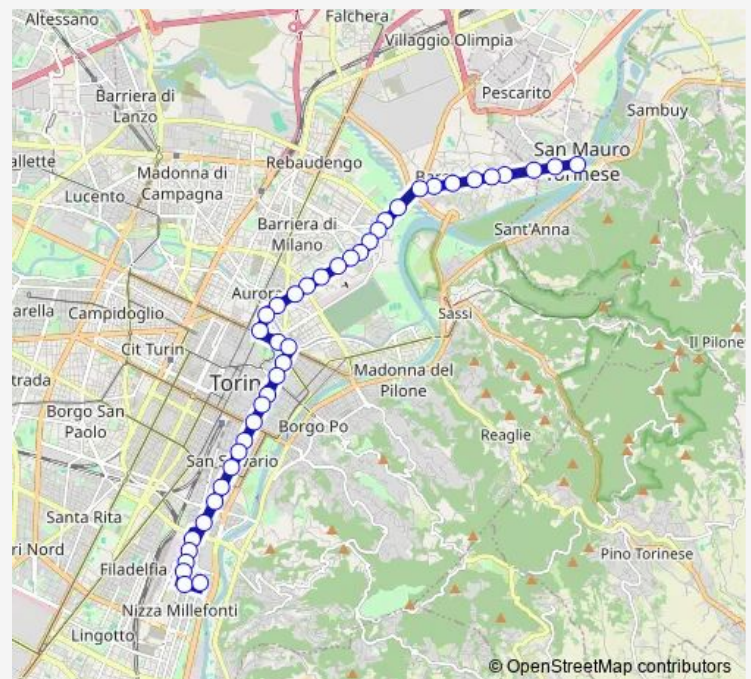 Altessano
Falchera
Villaggio Olimpia
Barriera di
Lanzo
Pescarito
Sambuy
allette
Madonna di
Campagna
Rebaudengo
San Mauro
Torinese
Lucento
Barriera di
Milano
Sant'Anna
arella
Campidoglio
Aurora
Sassi
Cit Turin
Il Pilone
trada
Torin
Madonna del
Pilone
Borgo San
Paolo
Borgo Po
Reaglie
San S vario
Santa Rita
ri Nord
Filadelfia
Pino Torinese
Nizza Millefonti
Lingotto
© OpenStreetMap contributors